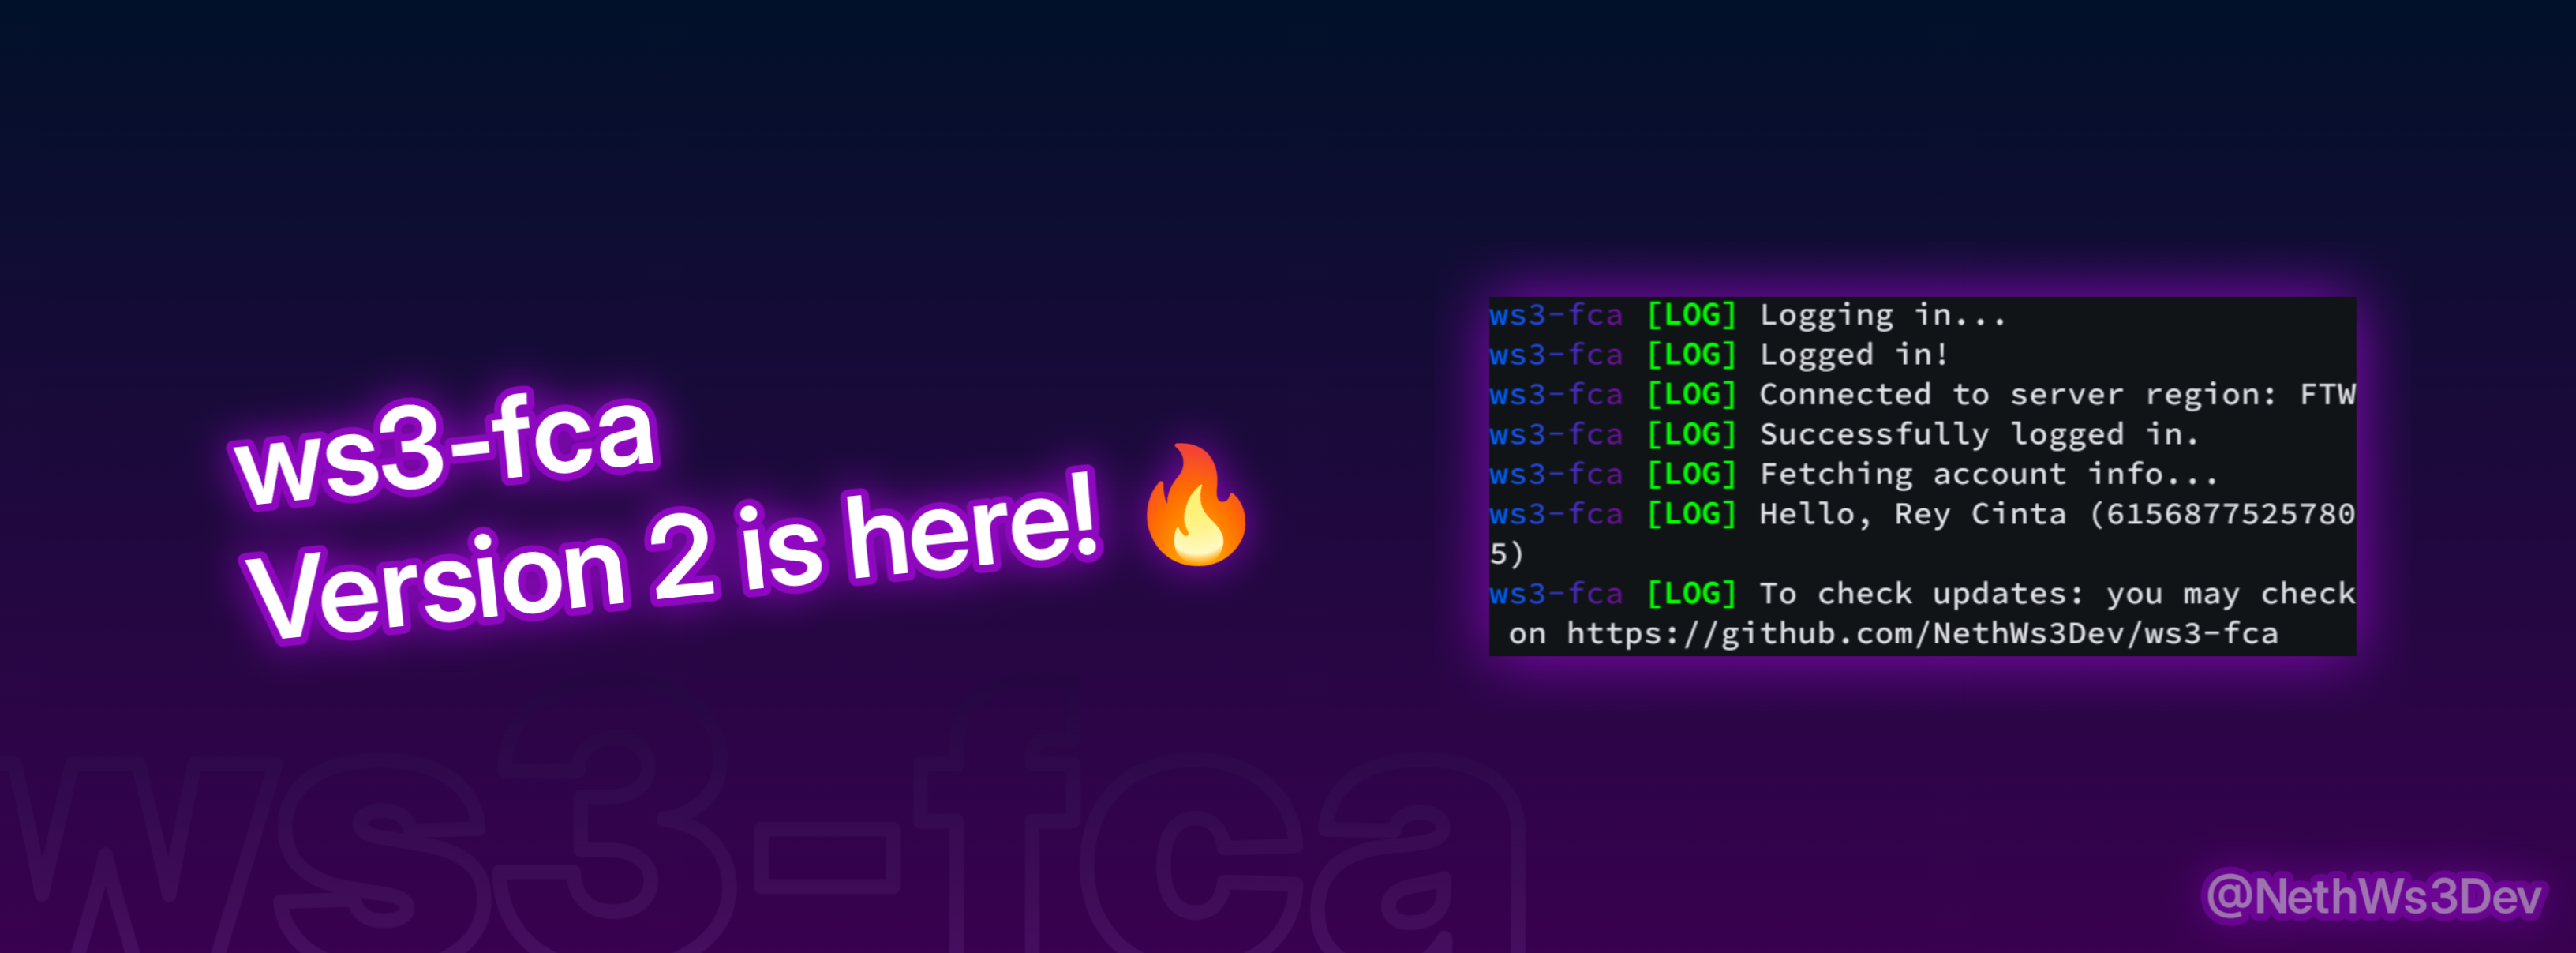 ws3-fca
Version 2 is here! 🔥
ws3-fca [LOG] Logging in...
ws3-fca [LOG] Logged in!
ws3-fca [LOG] Connected to server region: FTW
ws3-fca [LOG] Successfully logged in.
ws3-fca [LOG] Fetching account info...
ws3-fca [LOG] Hello, Rey Cinta (6156877525780
5)
ws3-fca [LOG] To check updates: you may check
on https://github.com/NethWs3Dev/ws3-fca
ws3-fca
@NethWs3Dev